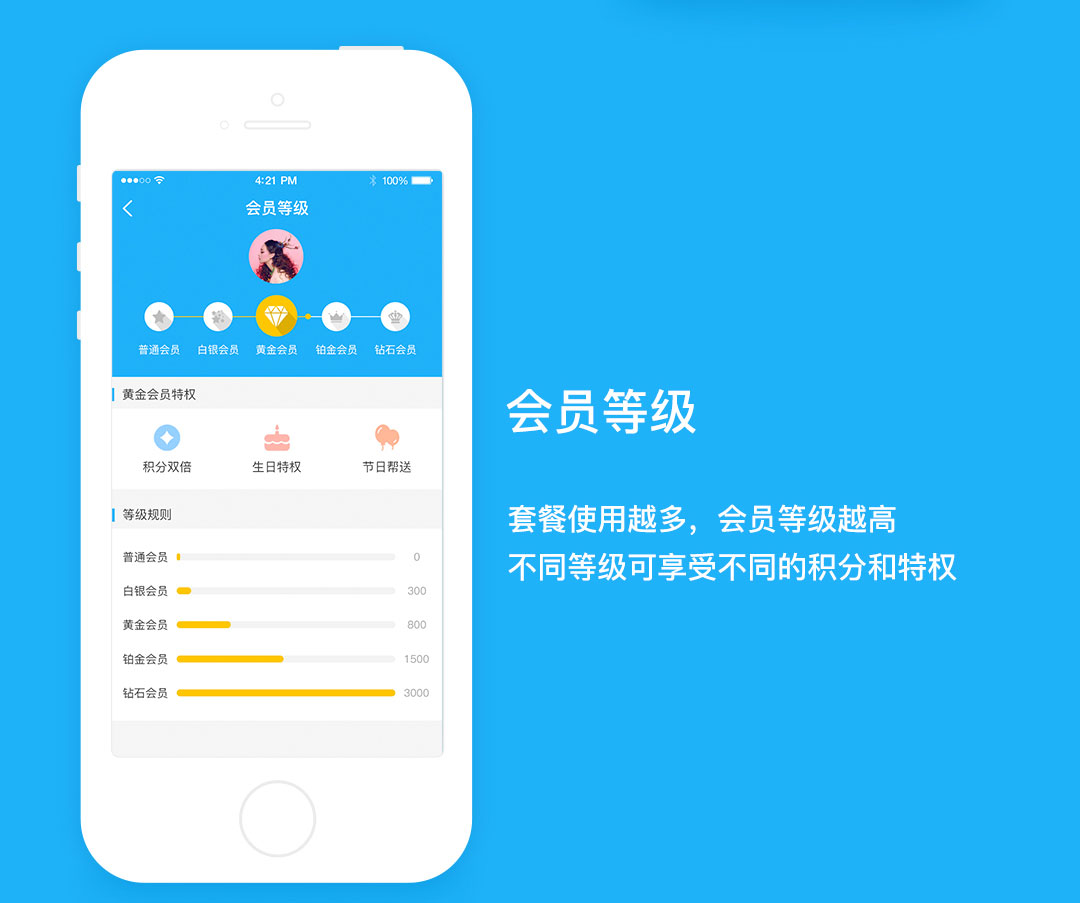 4:21 PM
100%
会员等级
普通会员 白银会员 黄金会员 铂金会员 钻石会员
黄金会员特权
积分双倍 生日特权 节日帮送
等级规则
普通会员 0
白银会员 300
黄金会员 800
铂金会员 1500
钻石会员 3000
会员等级
套餐使用越多，会员等级越高
不同等级可享受不同的积分和特权